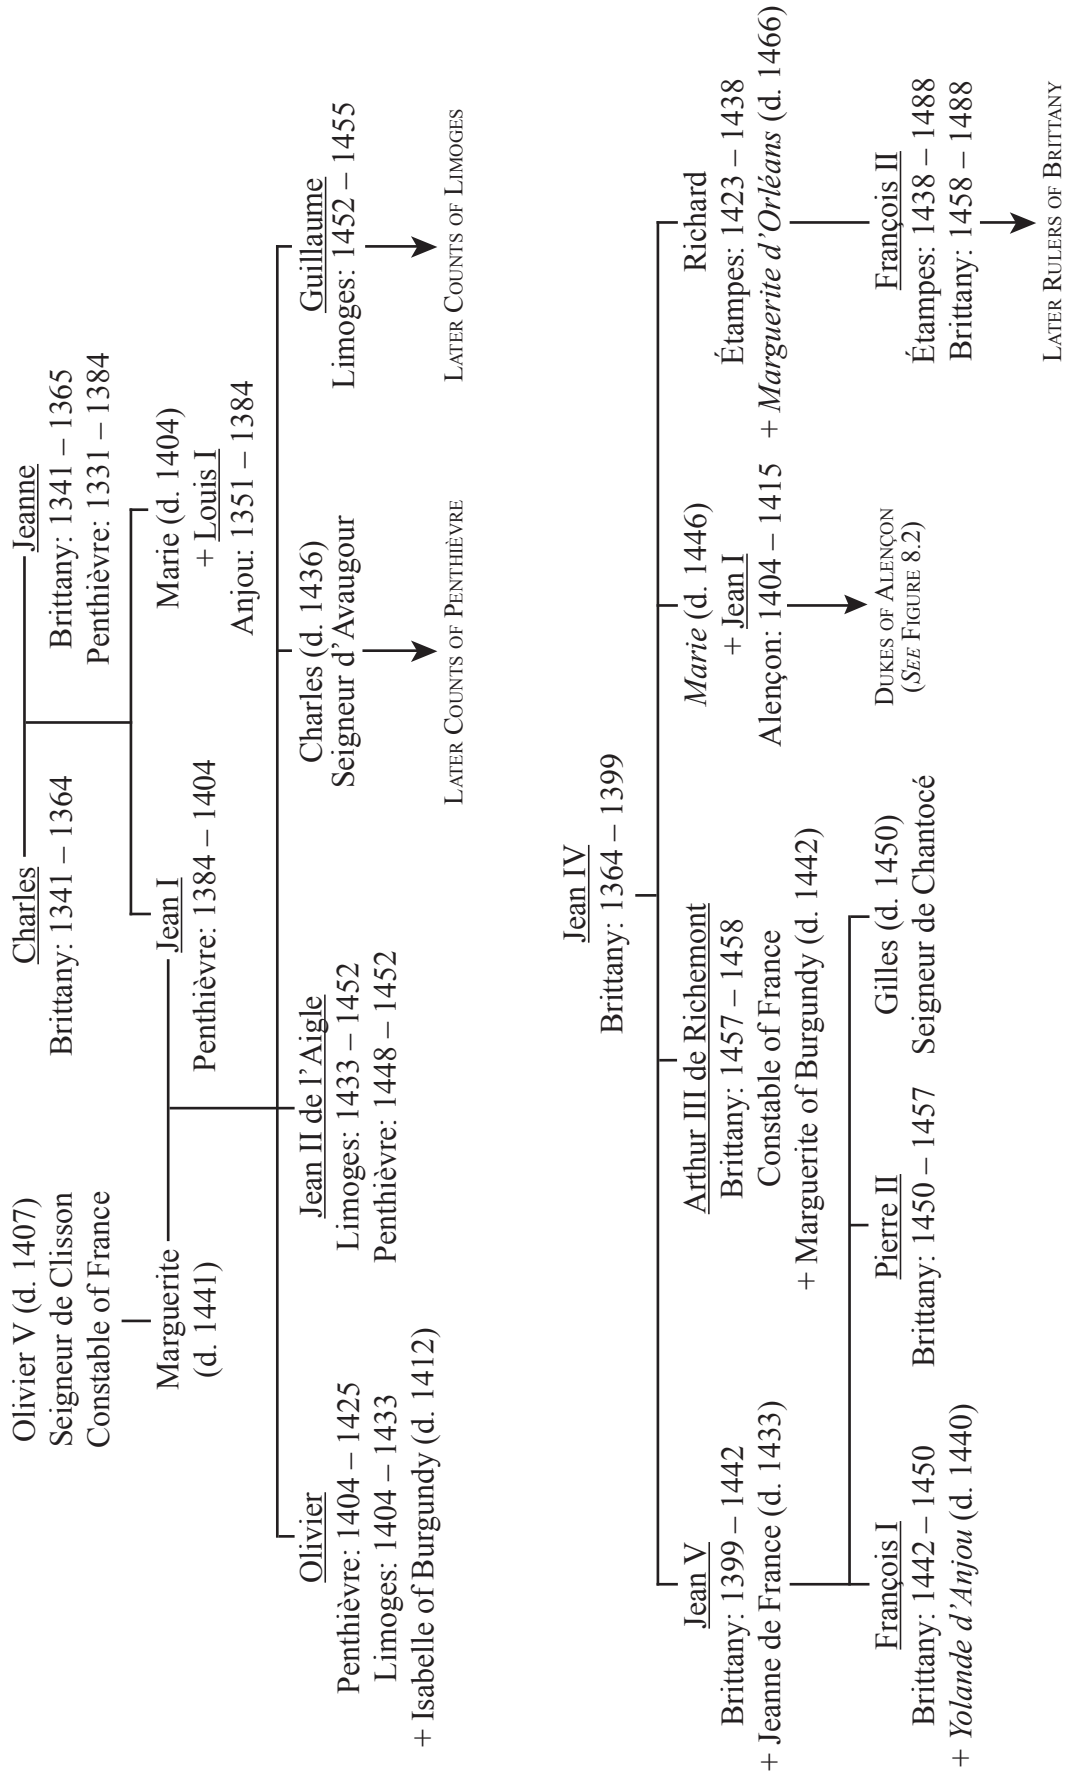 Olivier V (d. 1407)
Seigneur de Clisson
Constable of France
Charles
Brittany: 1341 – 1364
Jeanne
Brittany: 1341 – 1365
Penthièvre: 1331 – 1384
Marguerite
(d. 1441)
Jean I
Penthièvre: 1384 – 1404
Marie (d. 1404)
+ Louis I
Anjou: 1351 – 1384
Olivier
Penthièvre: 1404 – 1425
Limoges: 1404 – 1433
+ Isabelle of Burgundy (d. 1412)
Jean II de l'Aigle
Limoges: 1433 – 1452
Penthièvre: 1448 – 1452
Charles (d. 1436)
Seigneur d'Avaugour
LATER COUNTS OF PENTHIÈVRE
Guillaume
Limoges: 1452 – 1455
LATER COUNTS OF LIMOGES
Jean IV
Brittany: 1364 – 1399
Jean V
Brittany: 1399 – 1442
+ Jeanne de France (d. 1433)
Arthur III de Richemont
Brittany: 1457 – 1458
Constable of France
+ Marguerite of Burgundy (d. 1442)
Marie (d. 1446)
+ Jean I
Alençon: 1404 – 1415
DUKES OF ALENÇON
(SEE FIGURE 8.2)
Richard
Étampes: 1423 – 1438
+ Marguerite d'Orléans (d. 1466)
François I
Brittany: 1442 – 1450
+ Yolande d'Anjou (d. 1440)
Pierre II
Brittany: 1450 – 1457
Gilles (d. 1450)
Seigneur de Chantocé
François II
Étampes: 1438 – 1488
Brittany: 1458 – 1488
LATER RULERS OF BRITTANY